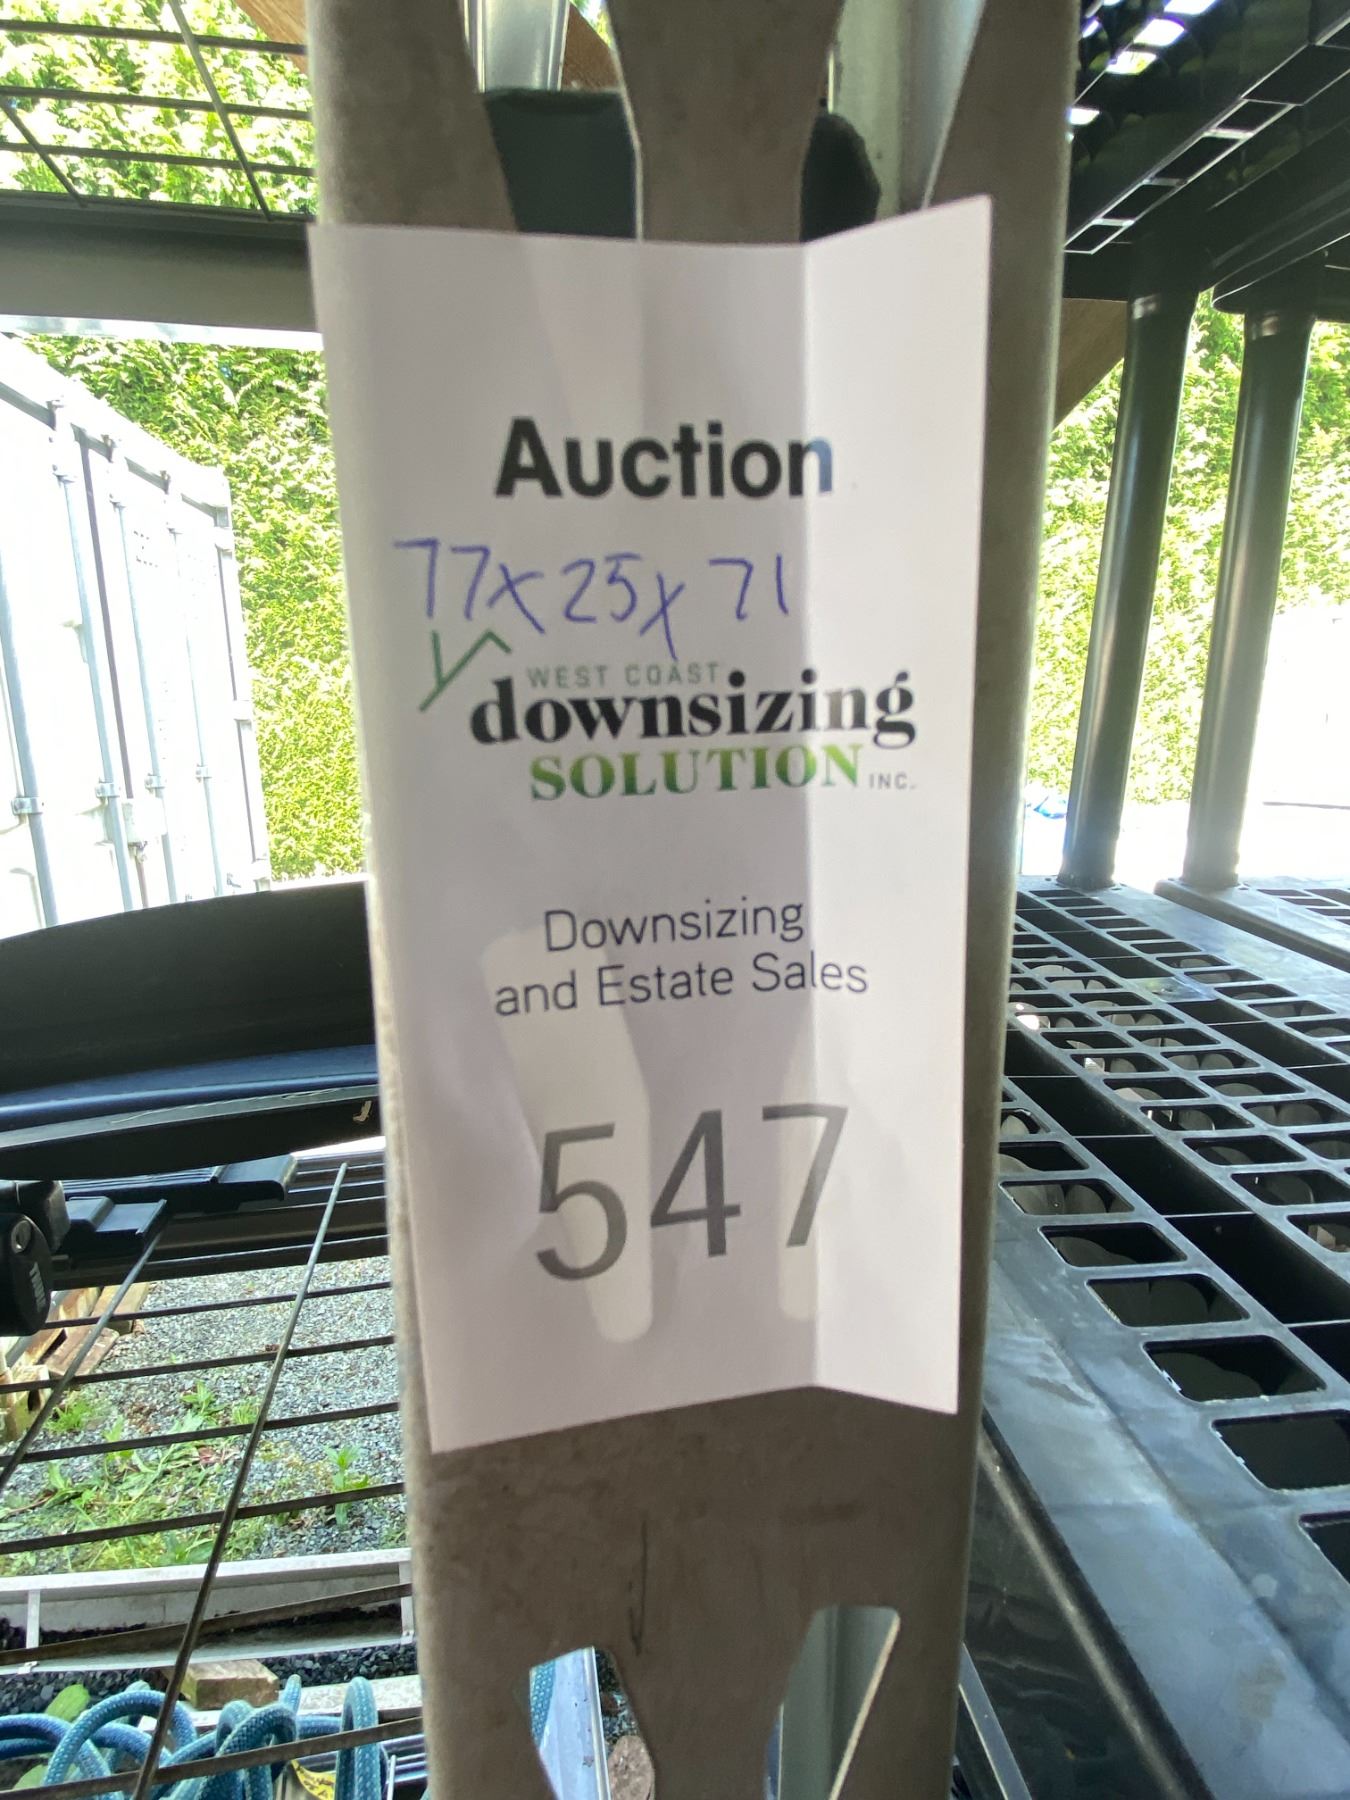 Auction
77x25x71
WEST COAST
downsizing
SOLUTION INC.
Downsizing
and Estate Sales
547